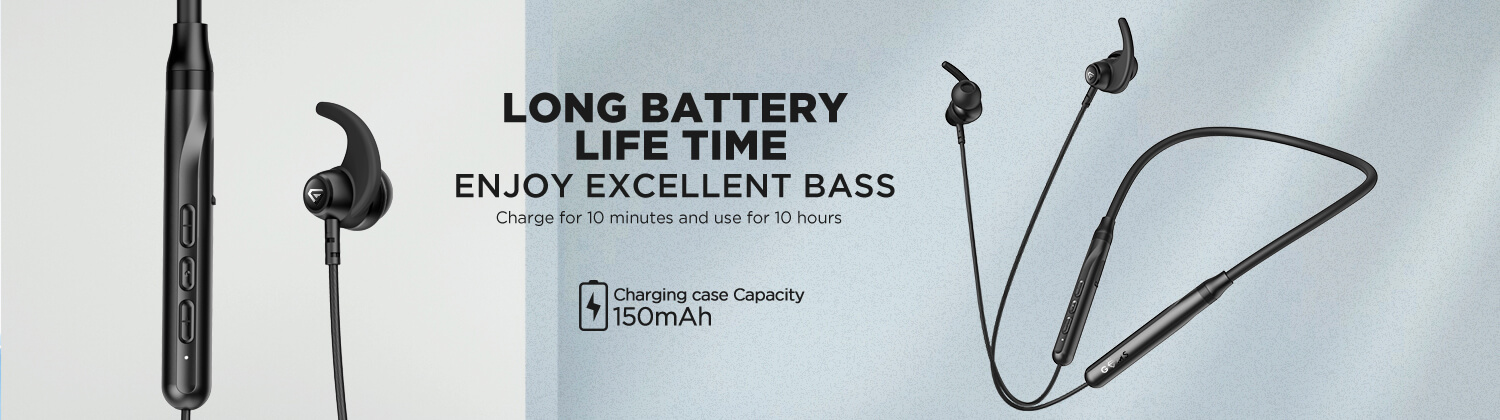 LONG BATTERY
LIFE TIME
ENJOY EXCELLENT BASS
Charge for 10 minutes and use for 10 hours
Charging case Capacity
150mAh